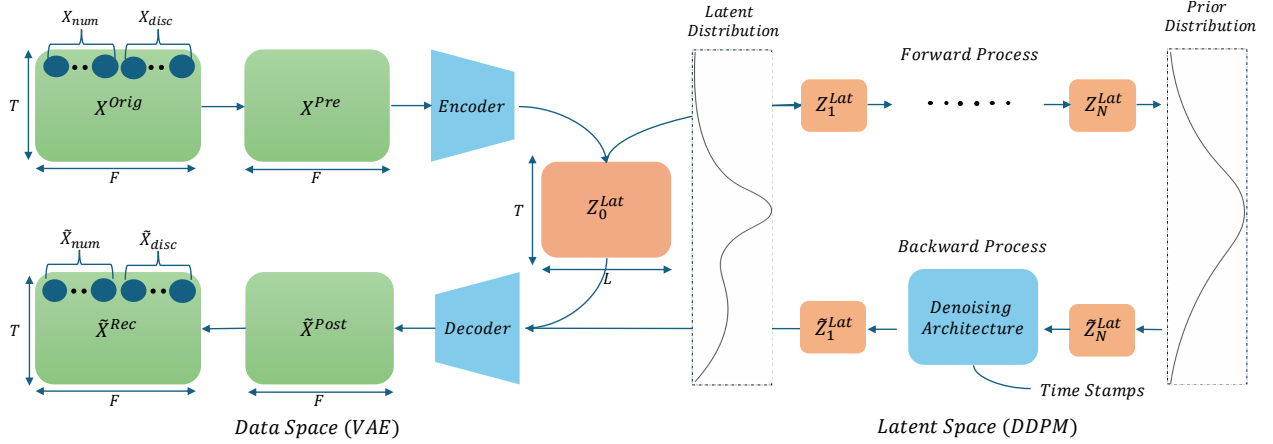 X_num X_disc
T
X^Orig
F
X^Pre
F
Encoder
T
Z_0^Lat
L
Latent
Distribution
Forward Process
Z_1^Lat
• • • • • •
Z_N^Lat
Prior
Distribution
X̃_num X̃_disc
T
X̃^Rec
F
X̃^Post
F
Decoder
Backward Process
Z̃_1^Lat
Denoising
Architecture
Z̃_N^Lat
Time Stamps
Data Space (VAE)
Latent Space (DDPM)